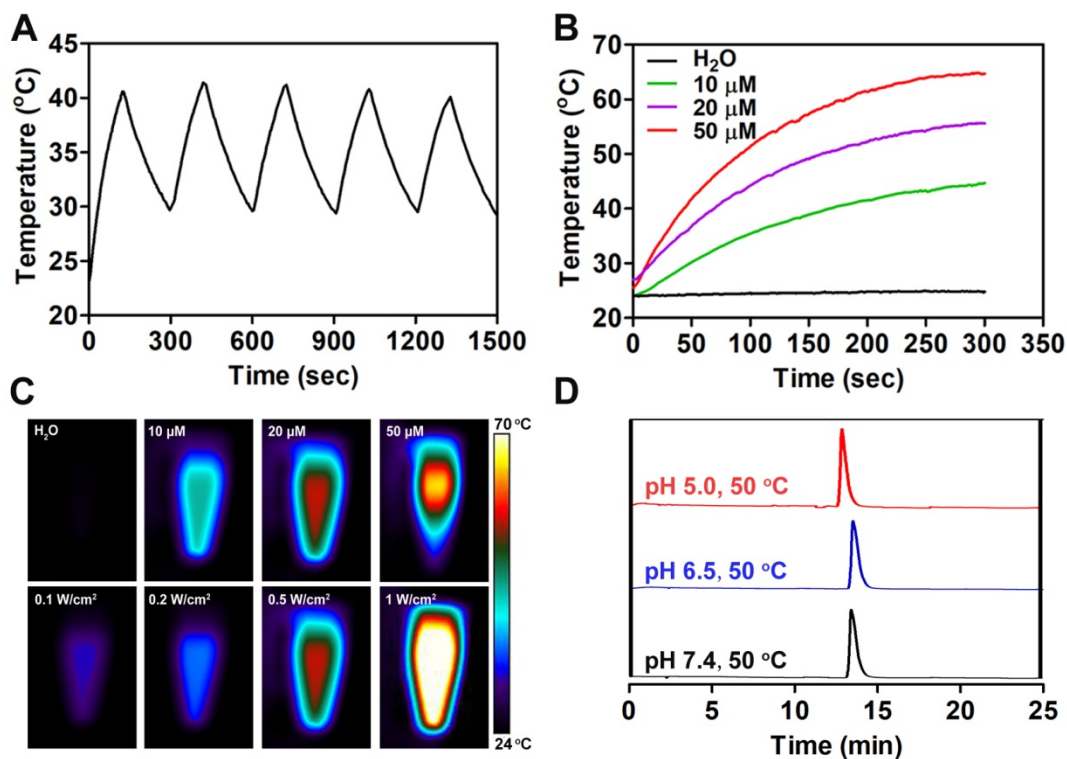 A
Temperature (°C)
45
40
35
30
25
20
0 300 600 900 1200 1500
Time (sec)
B
Temperature (°C)
70
60
50
40
30
20
H₂O
10 μM
20 μM
50 μM
0 50 100 150 200 250 300 350
Time (sec)
C
H₂O 10 μM 20 μM 50 μM
70 °C
0.1 W/cm² 0.2 W/cm² 0.5 W/cm² 1 W/cm²
24 °C
D
pH 5.0, 50 °C
pH 6.5, 50 °C
pH 7.4, 50 °C
0 5 10 15 20 25
Time (min)